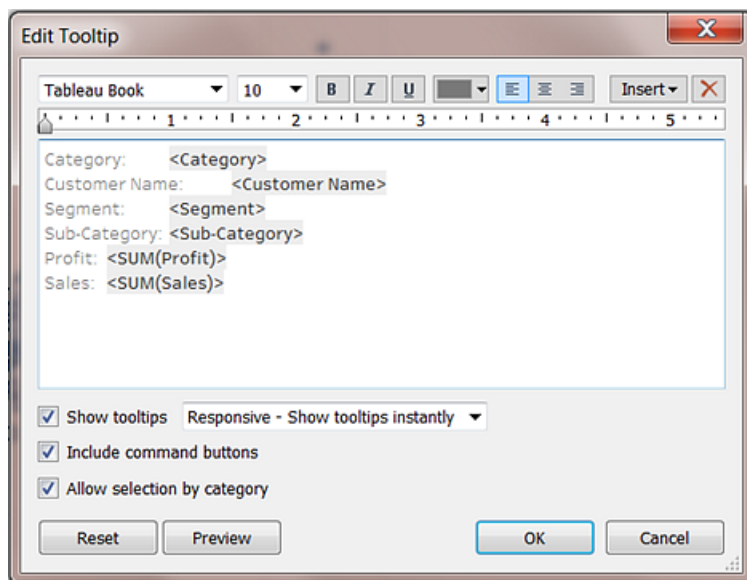 Edit Tooltip
Tableau Book 10 B I U Insert
1 2 3 4 5
Category: <Category>
Customer Name: <Customer Name>
Segment: <Segment>
Sub-Category: <Sub-Category>
Profit: <SUM(Profit)>
Sales: <SUM(Sales)>
Show tooltips Responsive - Show tooltips instantly
Include command buttons
Allow selection by category
Reset Preview OK Cancel